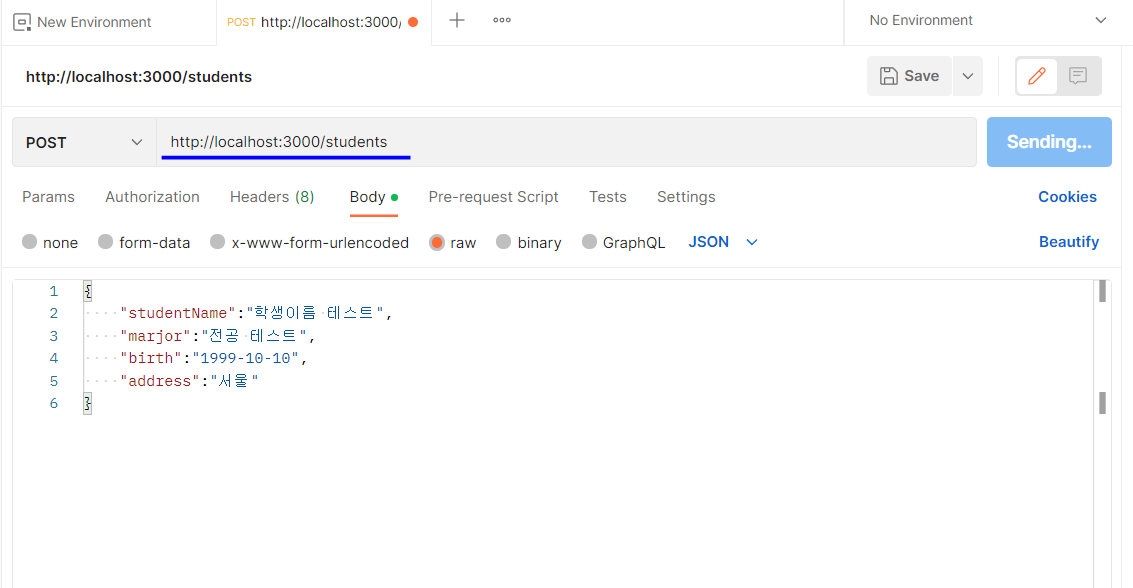 New Environment
POST http://localhost:3000/
No Environment
http://localhost:3000/students
Save
POST
http://localhost:3000/students
Sending...
Params Authorization Headers (8) Body Pre-request Script Tests Settings Cookies
none form-data x-www-form-urlencoded raw binary GraphQL JSON Beautify
1 {
2 "studentName":"학생이름 테스트",
3 "marjor":"전공 테스트",
4 "birth":"1999-10-10",
5 "address":"서울"
6 }